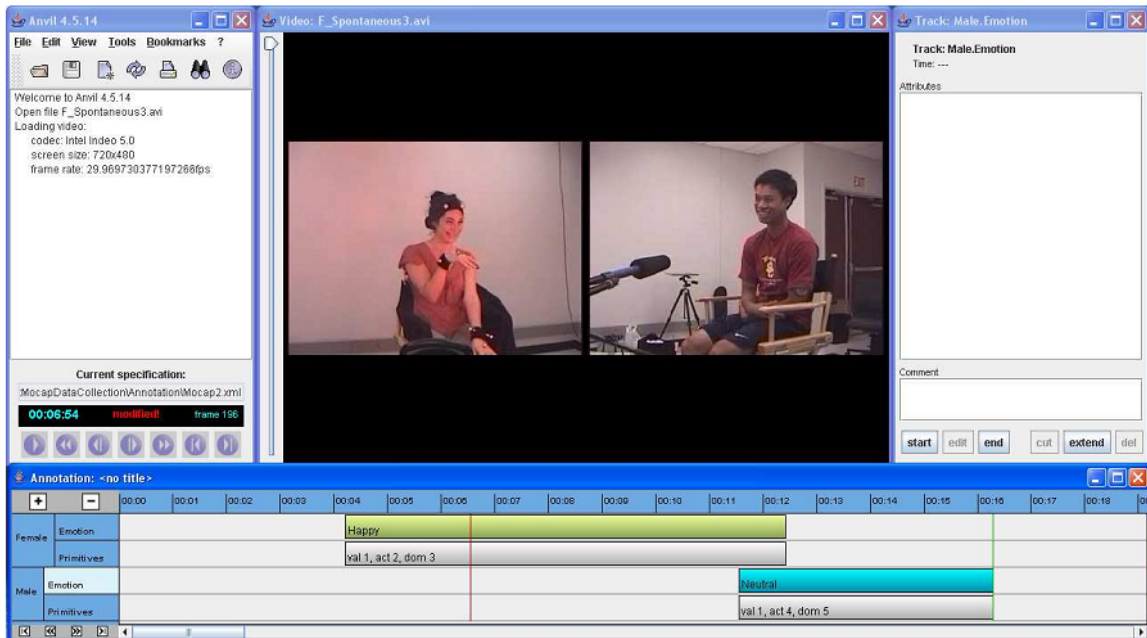 Anvil 4.5.14
File Edit View Tools Bookmarks ?
Welcome to Anvil 4.5.14
Open file F_Spontaneous3.avi
Loading video:
codec: Intel Indeo 5.0
screen size: 720x480
frame rate: 29.969730377197266fps
Current specification:
:MocapDataCollection\Annotation\Mocap2.xml
00:06:54 modified! frame 196
Video: F_Spontaneous3.avi
EXIT
Track: Male.Emotion
Track: Male.Emotion
Time: ---
Attributes
Comment
start edit end cut extend del
Annotation: <no title>
+ - 00:00 00:01 00:02 00:03 00:04 00:05 00:06 00:07 00:08 00:09 00:10 00:11 00:12 00:13 00:14 00:15 00:16 00:17 00:18
Female Emotion Happy
Primitives val 1, act 2, dom 3
Male Emotion Neutral
Primitives val 1, act 4, dom 5